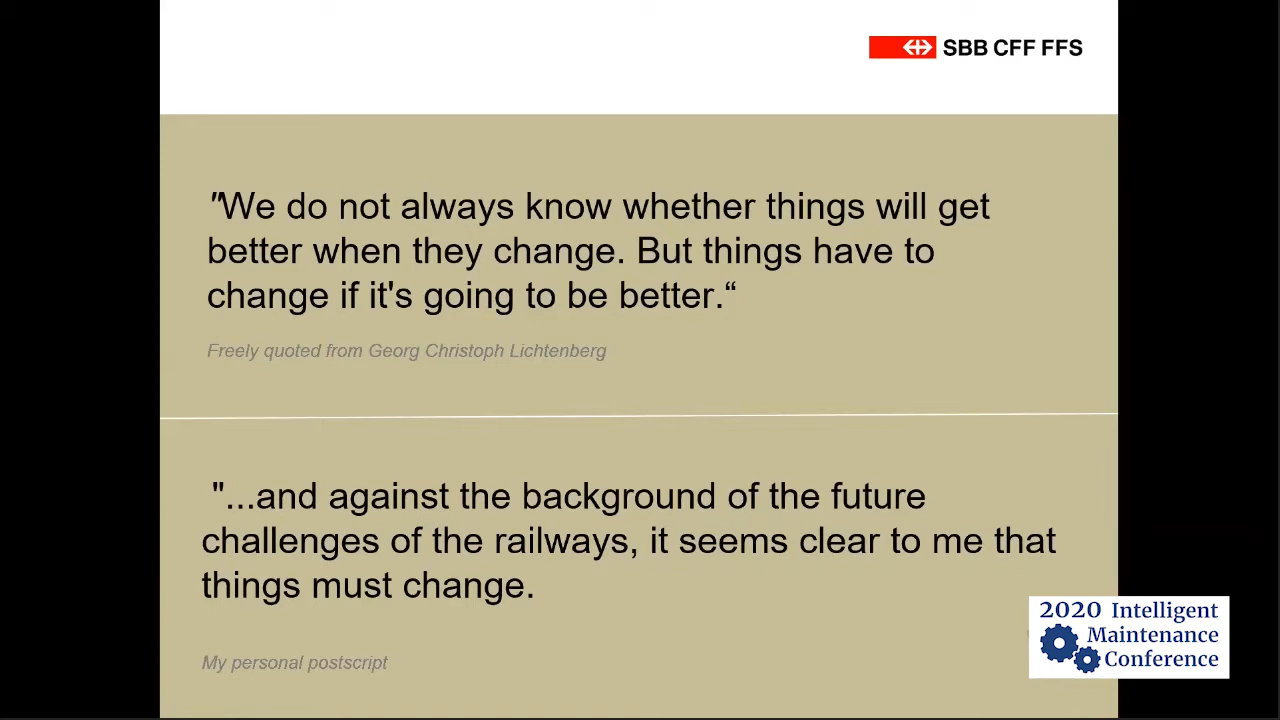 SBB CFF FFS
"We do not always know whether things will get
better when they change. But things have to
change if it's going to be better.“
Freely quoted from Georg Christoph Lichtenberg
"...and against the background of the future
challenges of the railways, it seems clear to me that
things must change.
My personal postscript
2020 Intelligent
Maintenance
Conference